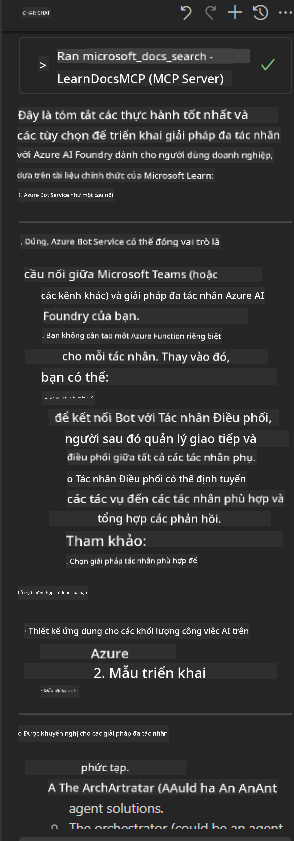 CHAT CHAT
Ran microsoft_docs_search -
LearnDocsMCP (MCP Server)
Đây là tóm tắt các thực hành tốt nhất và
các tùy chọn để triển khai giải pháp đa tác nhân
với Azure AI Foundry dành cho người dùng doanh nghiệp,
dựa trên tài liệu chính thức của Microsoft Learn:
1. Azure Bot Service như một cầu nối
. Đúng, Azure Bot Service có thể đóng vai trò là
cầu nối giữa Microsoft Teams (hoặc
các kênh khác) và giải pháp đa tác nhân Azure AI
Foundry của bạn.
. Bạn không cần tạo một Azure Function riêng biệt
cho mỗi tác nhân. Thay vào đó,
bạn có thể:
để kết nối Bot với Tác nhân Điều phối,
người sau đó quản lý giao tiếp và
điều phối giữa tất cả các tác nhân phụ.
o Tác nhân Điều phối có thể định tuyến
các tác vụ đến các tác nhân phù hợp và
tổng hợp các phản hồi.
Tham khảo:
. Chọn giải pháp tác nhân phù hợp để
· Thiết kế ứng dụng cho các khối lượng công việc AI trên
Azure
2. Mẫu triển khai
o Được khuyến nghị cho các giải pháp đa tác nhân
phức tạp.
A The ArchArtratar (AAuld ha An AnAnt
agent solutions.
o The orchestrator (could be an agent